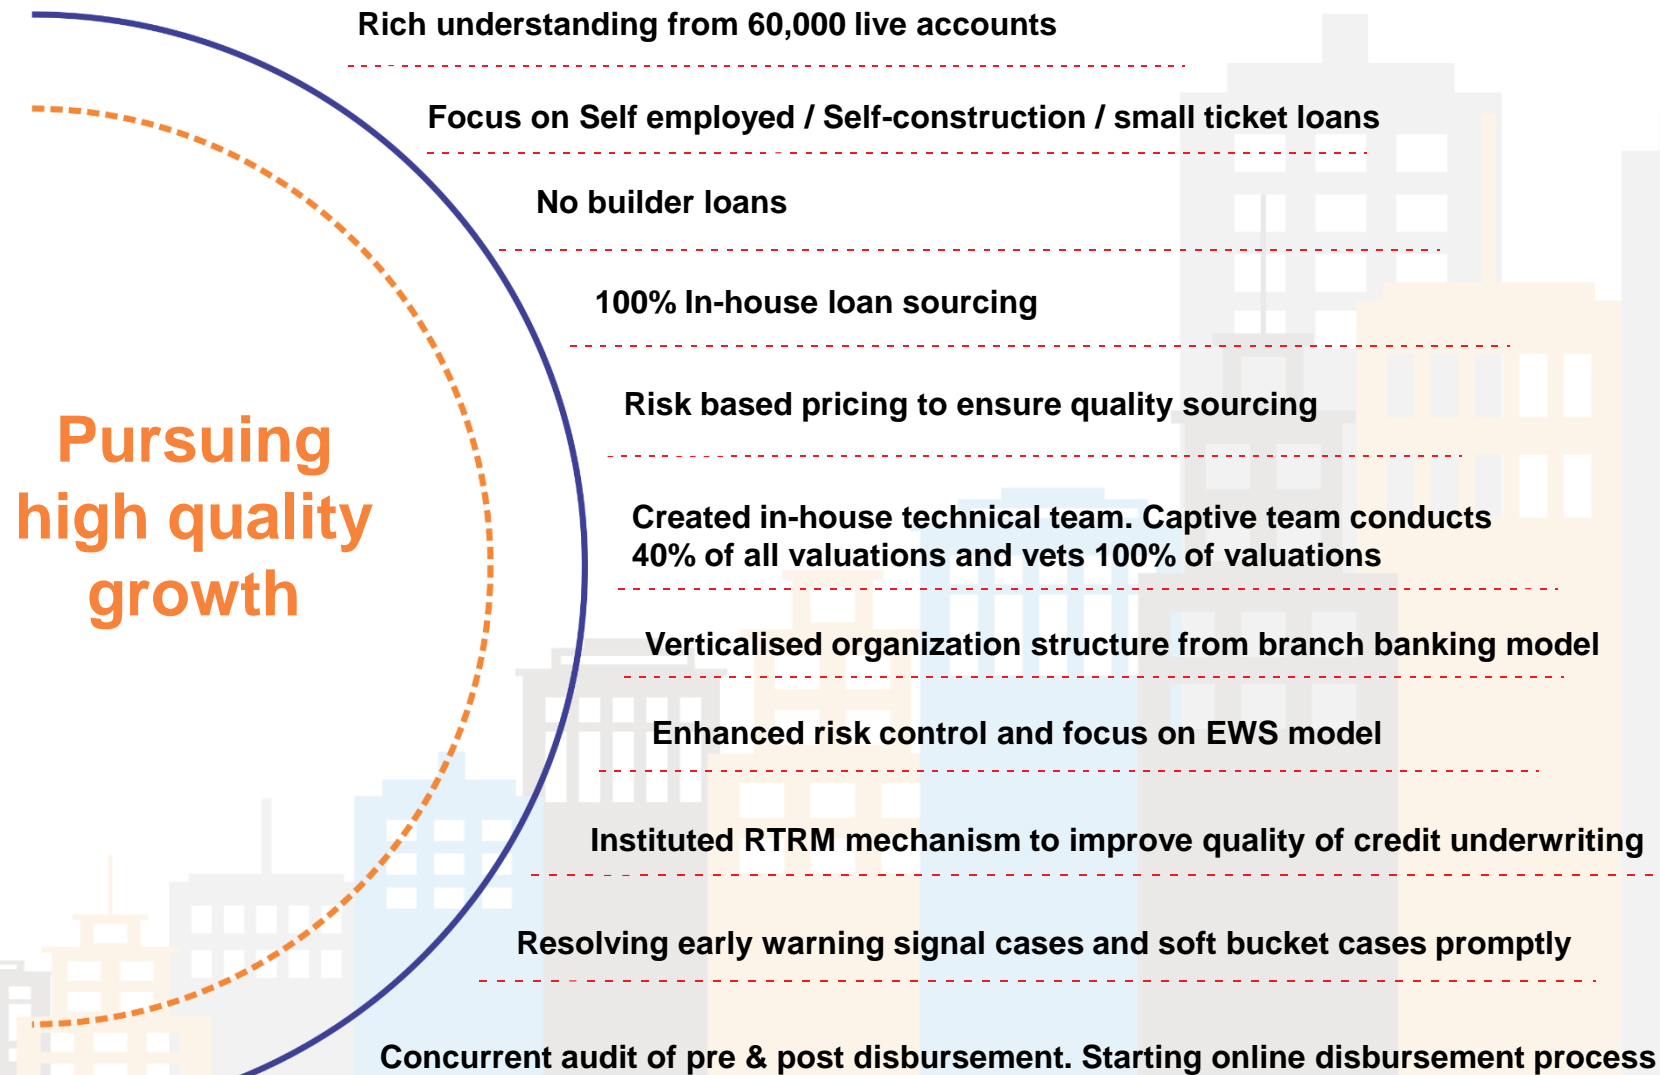 Rich understanding from 60,000 live accounts
Focus on Self employed / Self-construction / small ticket loans
No builder loans
100% In-house loan sourcing
Risk based pricing to ensure quality sourcing
Pursuing
high quality
growth
Created in-house technical team. Captive team conducts
40% of all valuations and vets 100% of valuations
Verticalised organization structure from branch banking model
Enhanced risk control and focus on EWS model
Instituted RTRM mechanism to improve quality of credit underwriting
Resolving early warning signal cases and soft bucket cases promptly
Concurrent audit of pre & post disbursement. Starting online disbursement process